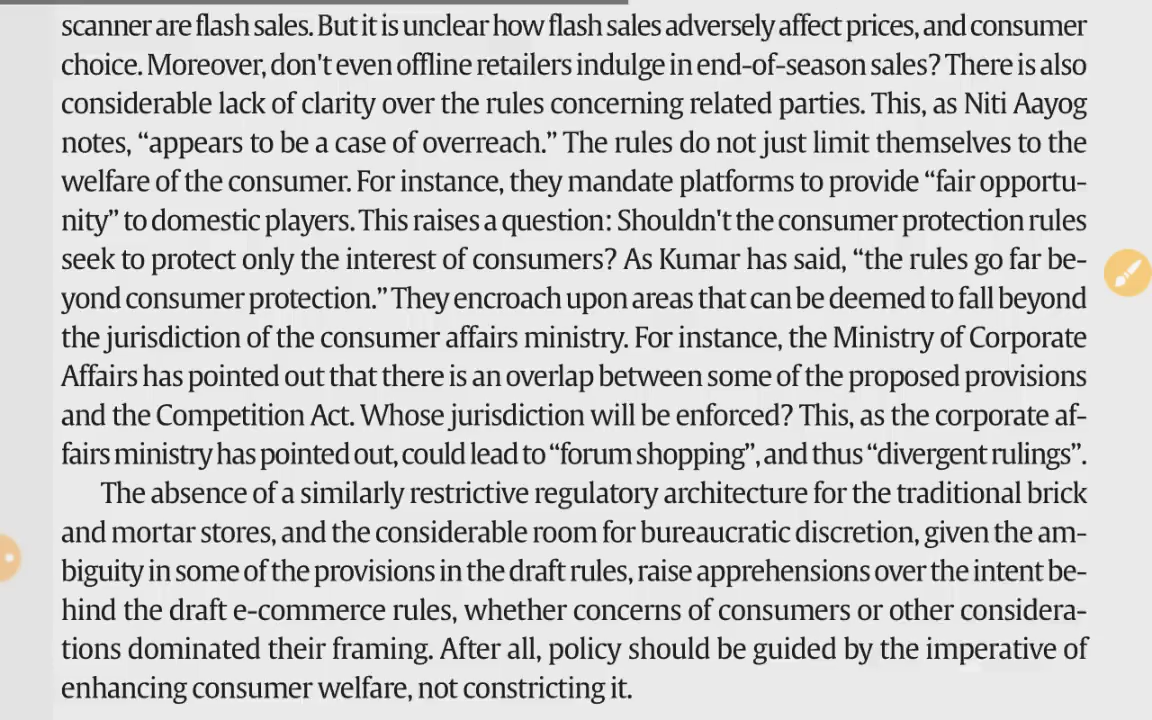 scanner are flash sales. But it is unclear how flash sales adversely affect prices, and consumer
choice. Moreover, don't even offline retailers indulge in end-of-season sales? There is also
considerable lack of clarity over the rules concerning related parties. This, as Niti Aayog
notes, “appears to be a case of overreach.” The rules do not just limit themselves to the
welfare of the consumer. For instance, they mandate platforms to provide “fair opportu-
nity” to domestic players. This raises a question: Shouldn't the consumer protection rules
seek to protect only the interest of consumers? As Kumar has said, “the rules go far be-
yond consumer protection.” They encroach upon areas that can be deemed to fall beyond
the jurisdiction of the consumer affairs ministry. For instance, the Ministry of Corporate
Affairs has pointed out that there is an overlap between some of the proposed provisions
and the Competition Act. Whose jurisdiction will be enforced? This, as the corporate af-
fairs ministry has pointed out, could lead to “forum shopping”, and thus “divergent rulings”.
The absence of a similarly restrictive regulatory architecture for the traditional brick
and mortar stores, and the considerable room for bureaucratic discretion, given the am-
biguity in some of the provisions in the draft rules, raise apprehensions over the intent be-
hind the draft e-commerce rules, whether concerns of consumers or other considera-
tions dominated their framing. After all, policy should be guided by the imperative of
enhancing consumer welfare, not constricting it.